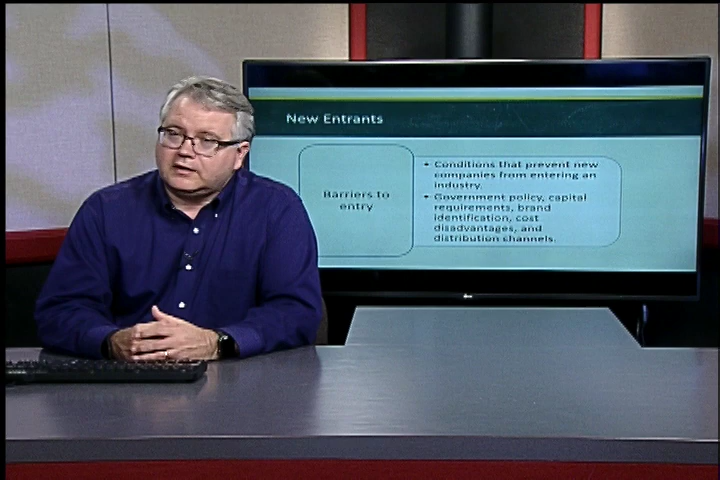 New Entrants
Barriers to
entry
• Conditions that prevent new
companies from entering an
industry.
• Government policy, capital
requirements, brand
identification, cost
disadvantages, and
distribution channels.